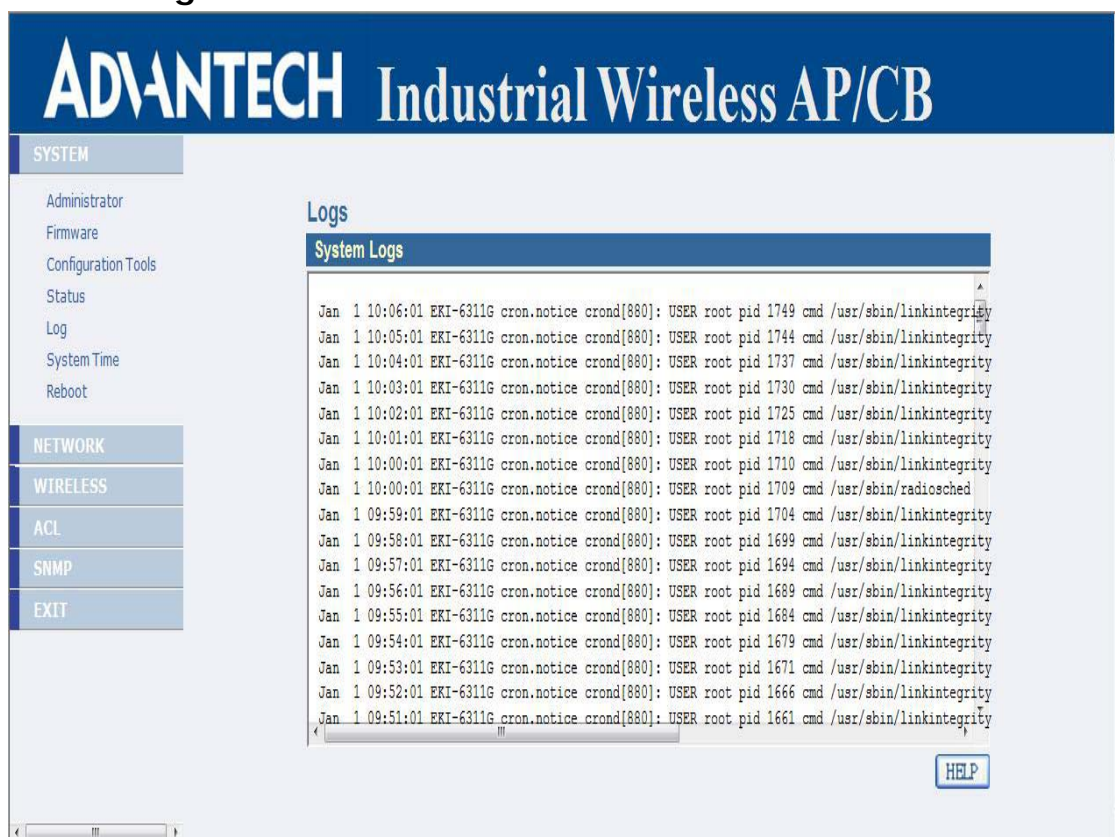 ADVANTECH Industrial Wireless AP/CB
SYSTEM
Administrator
Firmware
Configuration Tools
Status
Log
System Time
Reboot
NETWORK
WIRELESS
ACL
SNMP
EXIT
Logs
System Logs
Jan 1 10:06:01 EKI-6311G cron.notice crond[880]: USER root pid 1749 cmd /usr/sbin/linkintegrity
Jan 1 10:05:01 EKI-6311G cron.notice crond[880]: USER root pid 1744 cmd /usr/sbin/linkintegrity
Jan 1 10:04:01 EKI-6311G cron.notice crond[880]: USER root pid 1737 cmd /usr/sbin/linkintegrity
Jan 1 10:03:01 EKI-6311G cron.notice crond[880]: USER root pid 1730 cmd /usr/sbin/linkintegrity
Jan 1 10:02:01 EKI-6311G cron.notice crond[880]: USER root pid 1725 cmd /usr/sbin/linkintegrity
Jan 1 10:01:01 EKI-6311G cron.notice crond[880]: USER root pid 1718 cmd /usr/sbin/linkintegrity
Jan 1 10:00:01 EKI-6311G cron.notice crond[880]: USER root pid 1710 cmd /usr/sbin/linkintegrity
Jan 1 10:00:01 EKI-6311G cron.notice crond[880]: USER root pid 1709 cmd /usr/sbin/radiosched
Jan 1 09:59:01 EKI-6311G cron.notice crond[880]: USER root pid 1704 cmd /usr/sbin/linkintegrity
Jan 1 09:58:01 EKI-6311G cron.notice crond[880]: USER root pid 1699 cmd /usr/sbin/linkintegrity
Jan 1 09:57:01 EKI-6311G cron.notice crond[880]: USER root pid 1694 cmd /usr/sbin/linkintegrity
Jan 1 09:56:01 EKI-6311G cron.notice crond[880]: USER root pid 1689 cmd /usr/sbin/linkintegrity
Jan 1 09:55:01 EKI-6311G cron.notice crond[880]: USER root pid 1684 cmd /usr/sbin/linkintegrity
Jan 1 09:54:01 EKI-6311G cron.notice crond[880]: USER root pid 1679 cmd /usr/sbin/linkintegrity
Jan 1 09:53:01 EKI-6311G cron.notice crond[880]: USER root pid 1671 cmd /usr/sbin/linkintegrity
Jan 1 09:52:01 EKI-6311G cron.notice crond[880]: USER root pid 1666 cmd /usr/sbin/linkintegrity
Jan 1 09:51:01 EKI-6311G cron.notice crond[880]: USER root pid 1661 cmd /usr/sbin/linkintegrity
HELP